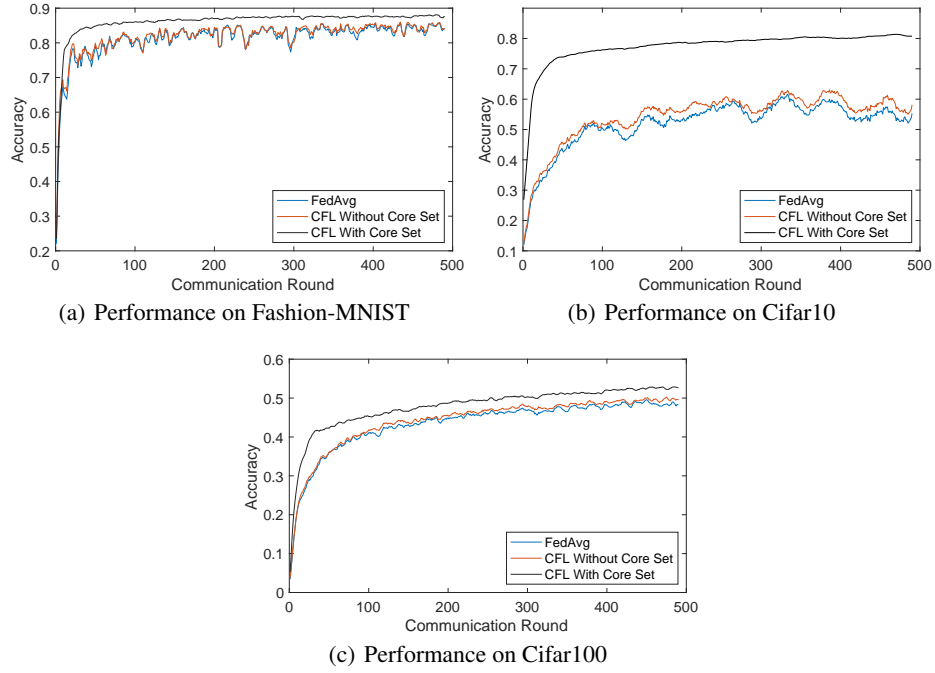 0.9
0.8
0.7
0.6
0.5
0.4
0.3
0.2
Accuracy
FedAvg
CFL Without Core Set
CFL With Core Set
0 100 200 300 400 500
Communication Round
(a) Performance on Fashion-MNIST
0.8
0.7
0.6
0.5
0.4
0.3
0.2
0.1
Accuracy
FedAvg
CFL Without Core Set
CFL With Core Set
0 100 200 300 400 500
Communication Round
(b) Performance on Cifar10
0.6
0.5
0.4
0.3
0.2
0.1
0
Accuracy
FedAvg
CFL Without Core Set
CFL With Core Set
0 100 200 300 400 500
Communication Round
(c) Performance on Cifar100